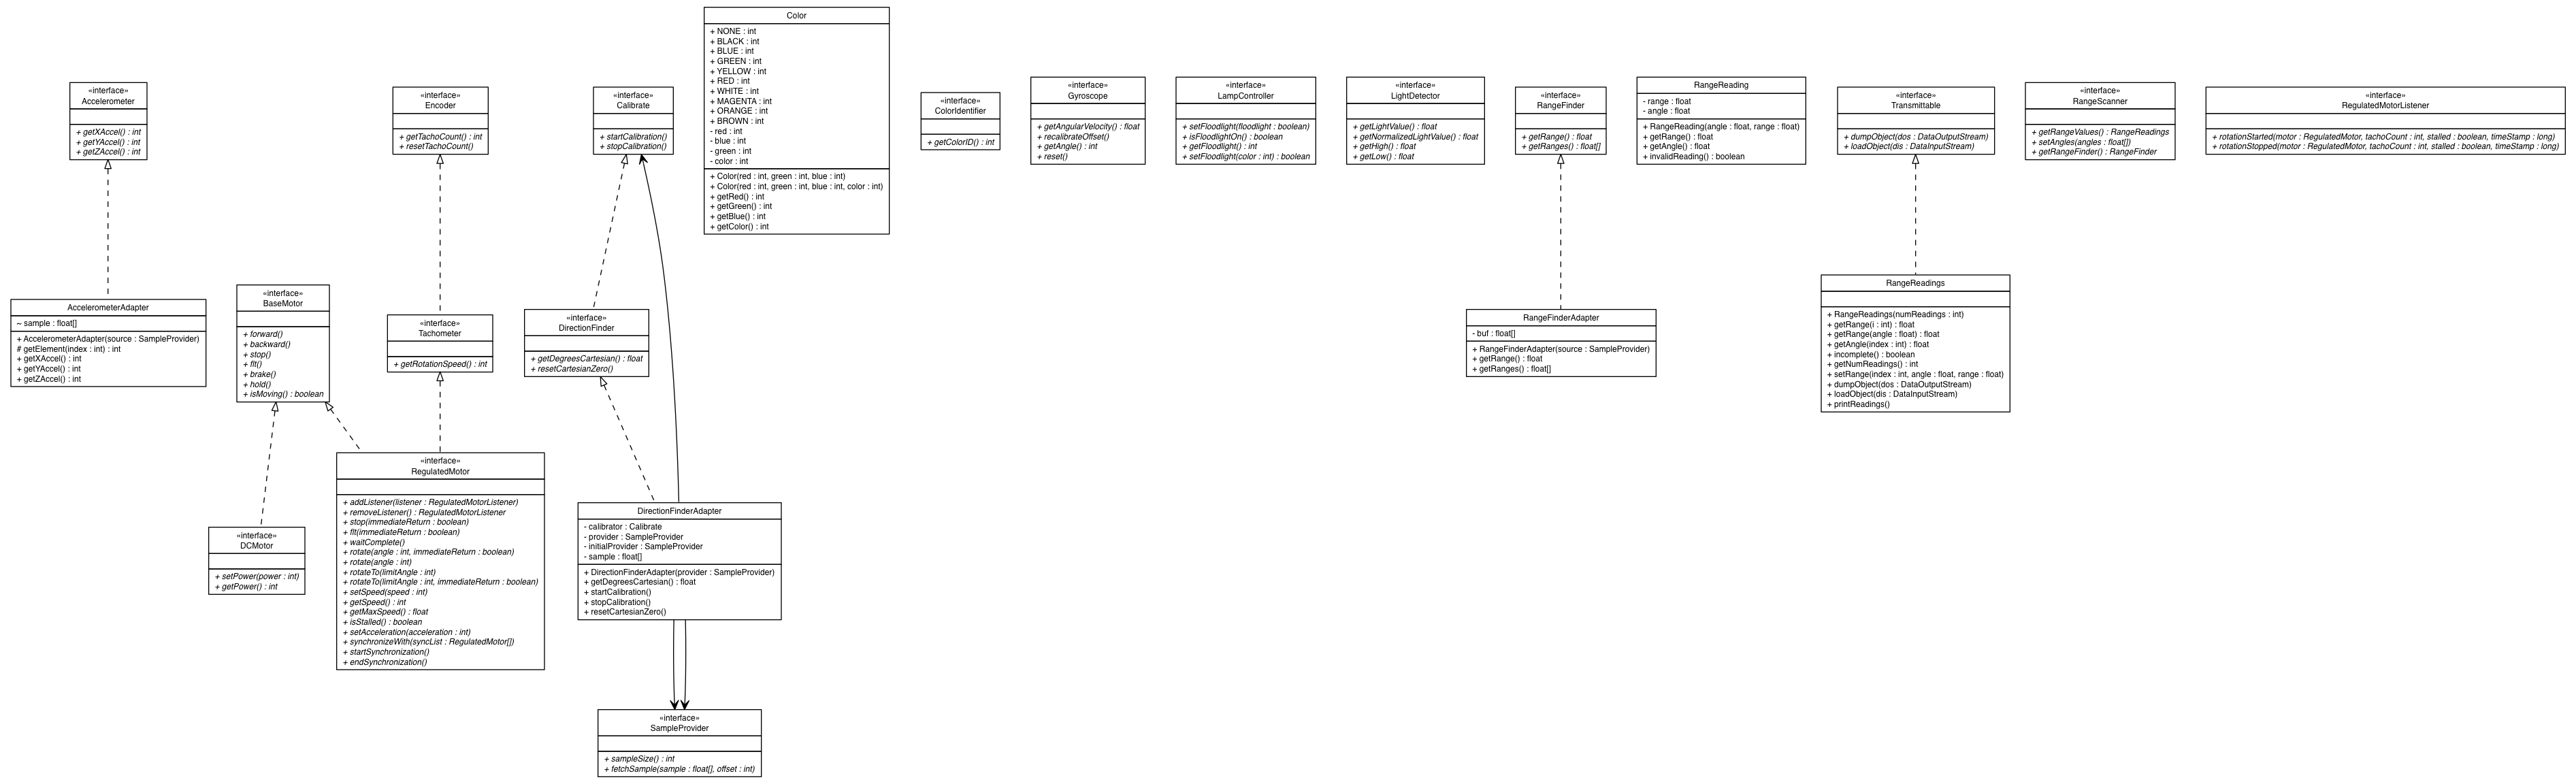 Color
+ NONE : int
+ BLACK : int
+ BLUE : int
+ GREEN : int
+ YELLOW : int
+ RED : int
+ WHITE : int
+ MAGENTA : int
+ ORANGE : int
+ BROWN : int
- red : int
- blue : int
- green : int
- color : int
+ Color(red : int, green : int, blue : int)
+ Color(red : int, green : int, blue : int, color : int)
+ getRed() : int
+ getGreen() : int
+ getBlue() : int
+ getColor() : int
«interface»
Accelerometer
+ getXAccel() : int
+ getYAccel() : int
+ getZAccel() : int
«interface»
Encoder
+ getTachoCount() : int
+ resetTachoCount()
«interface»
Calibrate
+ startCalibration()
+ stopCalibration()
«interface»
ColorIdentifier
+ getColorID() : int
«interface»
Gyroscope
+ getAngularVelocity() : float
+ recalibrateOffset()
+ getAngle() : int
+ reset()
«interface»
LampController
+ setFloodlight(floodlight : boolean)
+ isFloodlightOn() : boolean
+ getFloodlight() : int
+ setFloodlight(color : int) : boolean
«interface»
LightDetector
+ getLightValue() : float
+ getNormalizedLightValue() : float
+ getHigh() : float
+ getLow() : float
«interface»
RangeFinder
+ getRange() : float
+ getRanges() : float[]
RangeReading
- range : float
- angle : float
+ RangeReading(angle : float, range : float)
+ getRange() : float
+ getAngle() : float
+ invalidReading() : boolean
«interface»
Transmittable
+ dumpObject(dos : DataOutputStream)
+ loadObject(dis : DataInputStream)
«interface»
RangeScanner
+ getRangeValues() : RangeReadings
+ setAngles(angles : float[])
+ getRangeFinder() : RangeFinder
«interface»
RegulatedMotorListener
+ rotationStarted(motor : RegulatedMotor, tachoCount : int, stalled : boolean, timeStamp : long)
+ rotationStopped(motor : RegulatedMotor, tachoCount : int, stalled : boolean, timeStamp : long)
AccelerometerAdapter
~ sample : float[]
+ AccelerometerAdapter(source : SampleProvider)
# getElement(index : int) : int
+ getXAccel() : int
+ getYAccel() : int
+ getZAccel() : int
«interface»
BaseMotor
+ forward()
+ backward()
+ stop()
+ flt()
+ brake()
+ hold()
+ isMoving() : boolean
«interface»
Tachometer
+ getRotationSpeed() : int
«interface»
DirectionFinder
+ getDegreesCartesian() : float
+ resetCartesianZero()
RangeFinderAdapter
- buf : float[]
+ RangeFinderAdapter(source : SampleProvider)
+ getRange() : float
+ getRanges() : float[]
RangeReadings
+ RangeReadings(numReadings : int)
+ getRange(i : int) : float
+ getRange(angle : float) : float
+ getAngle(index : int) : float
+ incomplete() : boolean
+ getNumReadings() : int
+ setRange(index : int, angle : float, range : float)
+ dumpObject(dos : DataOutputStream)
+ loadObject(dis : DataInputStream)
+ printReadings()
«interface»
DCMotor
+ setPower(power : int)
+ getPower() : int
«interface»
RegulatedMotor
+ addListener(listener : RegulatedMotorListener)
+ removeListener() : RegulatedMotorListener
+ stop(immediateReturn : boolean)
+ flt(immediateReturn : boolean)
+ waitComplete()
+ rotate(angle : int, immediateReturn : boolean)
+ rotate(angle : int)
+ rotateTo(limitAngle : int)
+ rotateTo(limitAngle : int, immediateReturn : boolean)
+ setSpeed(speed : int)
+ getSpeed() : int
+ getMaxSpeed() : float
+ isStalled() : boolean
+ setAcceleration(acceleration : int)
+ synchronizeWith(syncList : RegulatedMotor[])
+ startSynchronization()
+ endSynchronization()
DirectionFinderAdapter
- calibrator : Calibrate
- provider : SampleProvider
- initialProvider : SampleProvider
- sample : float[]
+ DirectionFinderAdapter(provider : SampleProvider)
+ getDegreesCartesian() : float
+ startCalibration()
+ stopCalibration()
+ resetCartesianZero()
«interface»
SampleProvider
+ sampleSize() : int
+ fetchSample(sample : float[], offset : int)